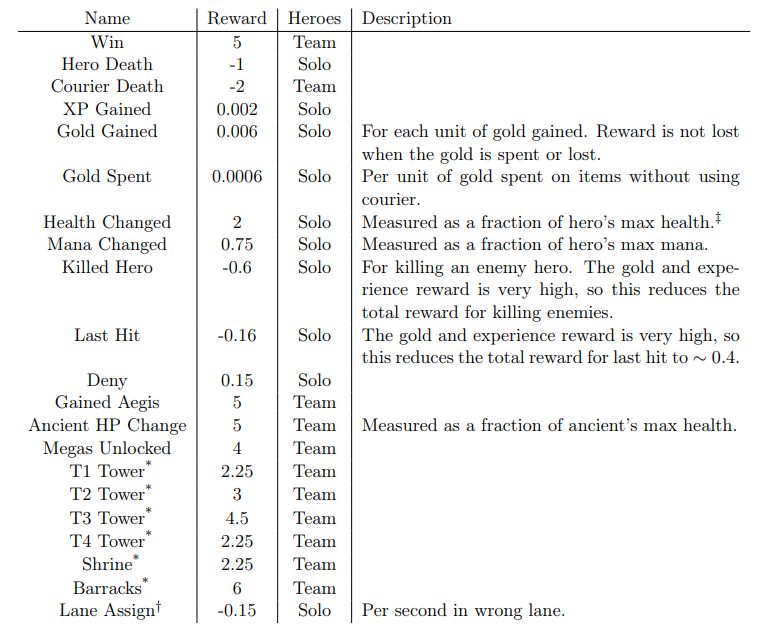 Name Reward Heroes Description
Win 5 Team
Hero Death -1 Solo
Courier Death -2 Team
XP Gained 0.002 Solo
Gold Gained 0.006 Solo For each unit of gold gained. Reward is not lost
when the gold is spent or lost.
Gold Spent 0.0006 Solo Per unit of gold spent on items without using
courier.
Health Changed 2 Solo Measured as a fraction of hero's max health.‡
Mana Changed 0.75 Solo Measured as a fraction of hero's max mana.
Killed Hero -0.6 Solo For killing an enemy hero. The gold and expe-
rience reward is very high, so this reduces the
total reward for killing enemies.
Last Hit -0.16 Solo The gold and experience reward is very high, so
this reduces the total reward for last hit to ∼ 0.4.
Deny 0.15 Solo
Gained Aegis 5 Team
Ancient HP Change 5 Team Measured as a fraction of ancient's max health.
Megas Unlocked 4 Team
T1 Tower* 2.25 Team
T2 Tower* 3 Team
T3 Tower* 4.5 Team
T4 Tower* 2.25 Team
Shrine* 2.25 Team
Barracks* 6 Team
Lane Assign† -0.15 Solo Per second in wrong lane.